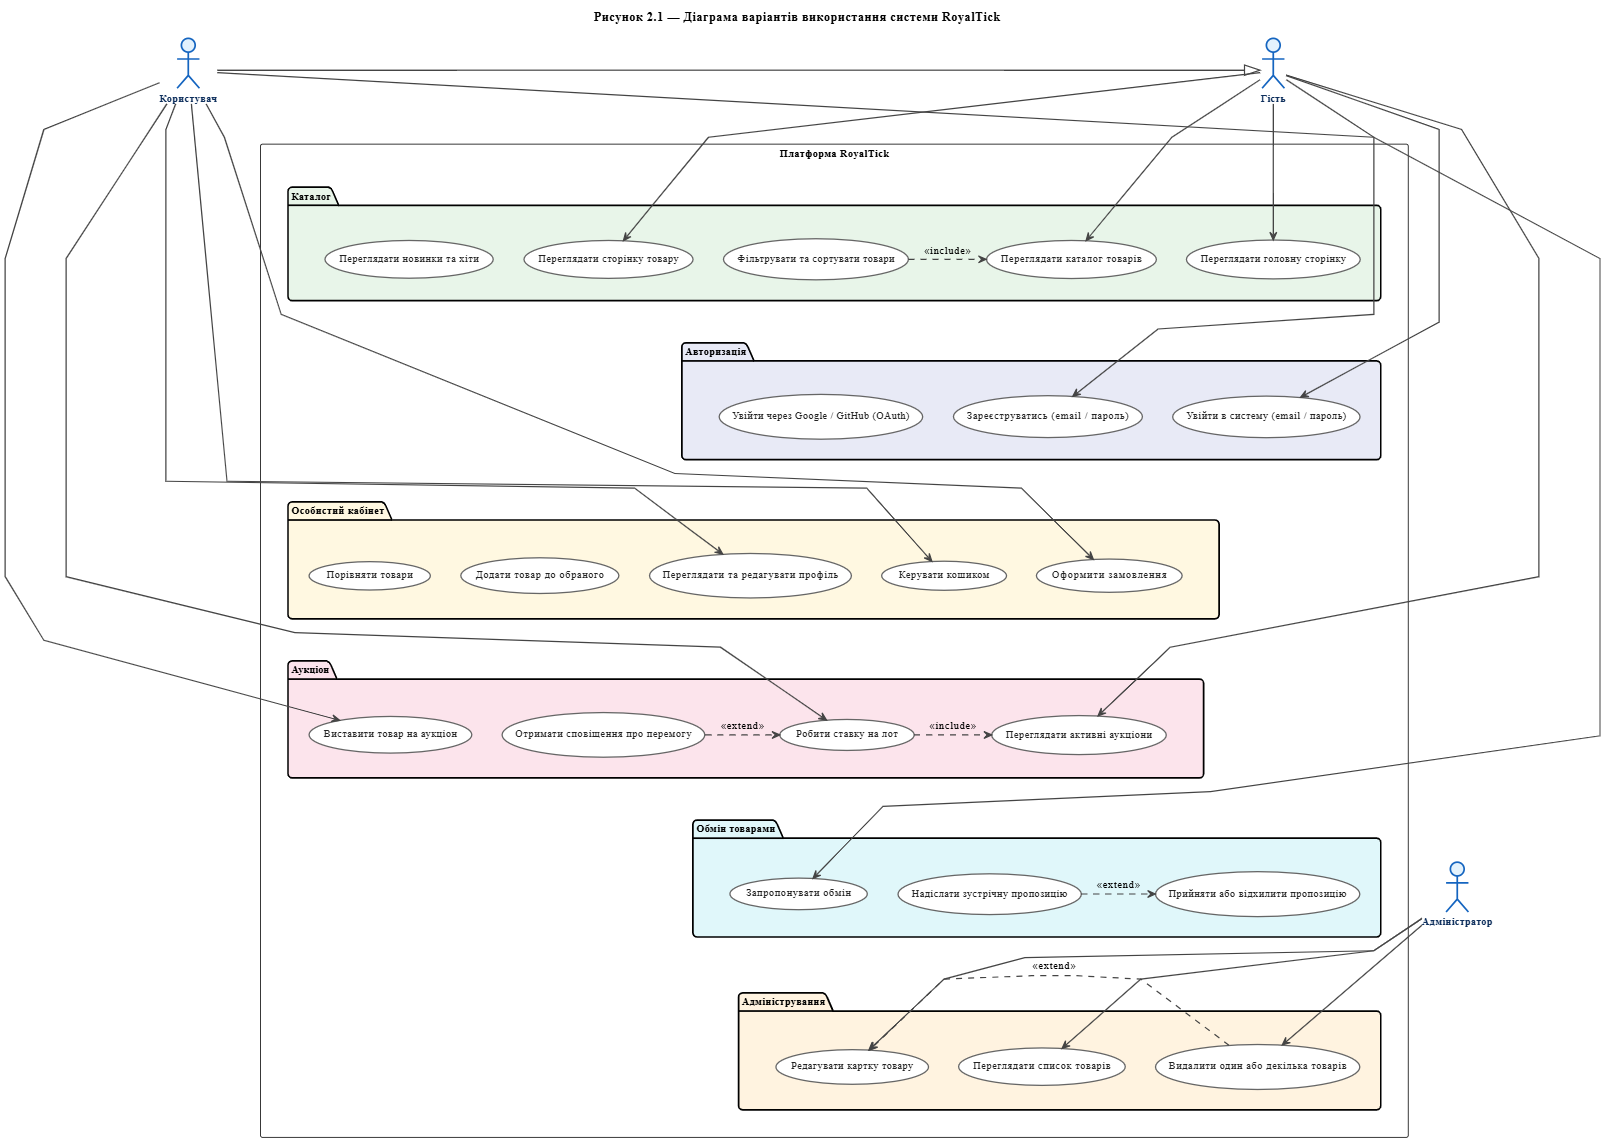 Рисунок 2.1 — Діаграма варіантів використання системи RoyalTick
Користувач
Гість
Платформа RoyalTick
Каталог
Переглядати новинки та хіти
Переглядати сторінку товару
Фільтрувати та сортувати товари
«include»
Переглядати каталог товарів
Переглядати головну сторінку
Авторизація
Увійти через Google / GitHub (OAuth)
Зареєструватись (email / пароль)
Увійти в систему (email / пароль)
Особистий кабінет
Порівняти товари
Додати товар до обраного
Переглядати та редагувати профіль
Керувати кошиком
Оформити замовлення
Аукціон
Виставити товар на аукціон
Отримати сповіщення про перемогу
«extend»
Робити ставку на лот
«include»
Переглядати активні аукціони
Обмін товарами
Запропонувати обмін
Надіслати зустрічну пропозицію
«extend»
Прийняти або відхилити пропозицію
Адміністратор
«extend»
Адміністрування
Редагувати картку товару
Переглядати список товарів
Видалити один або декілька товарів